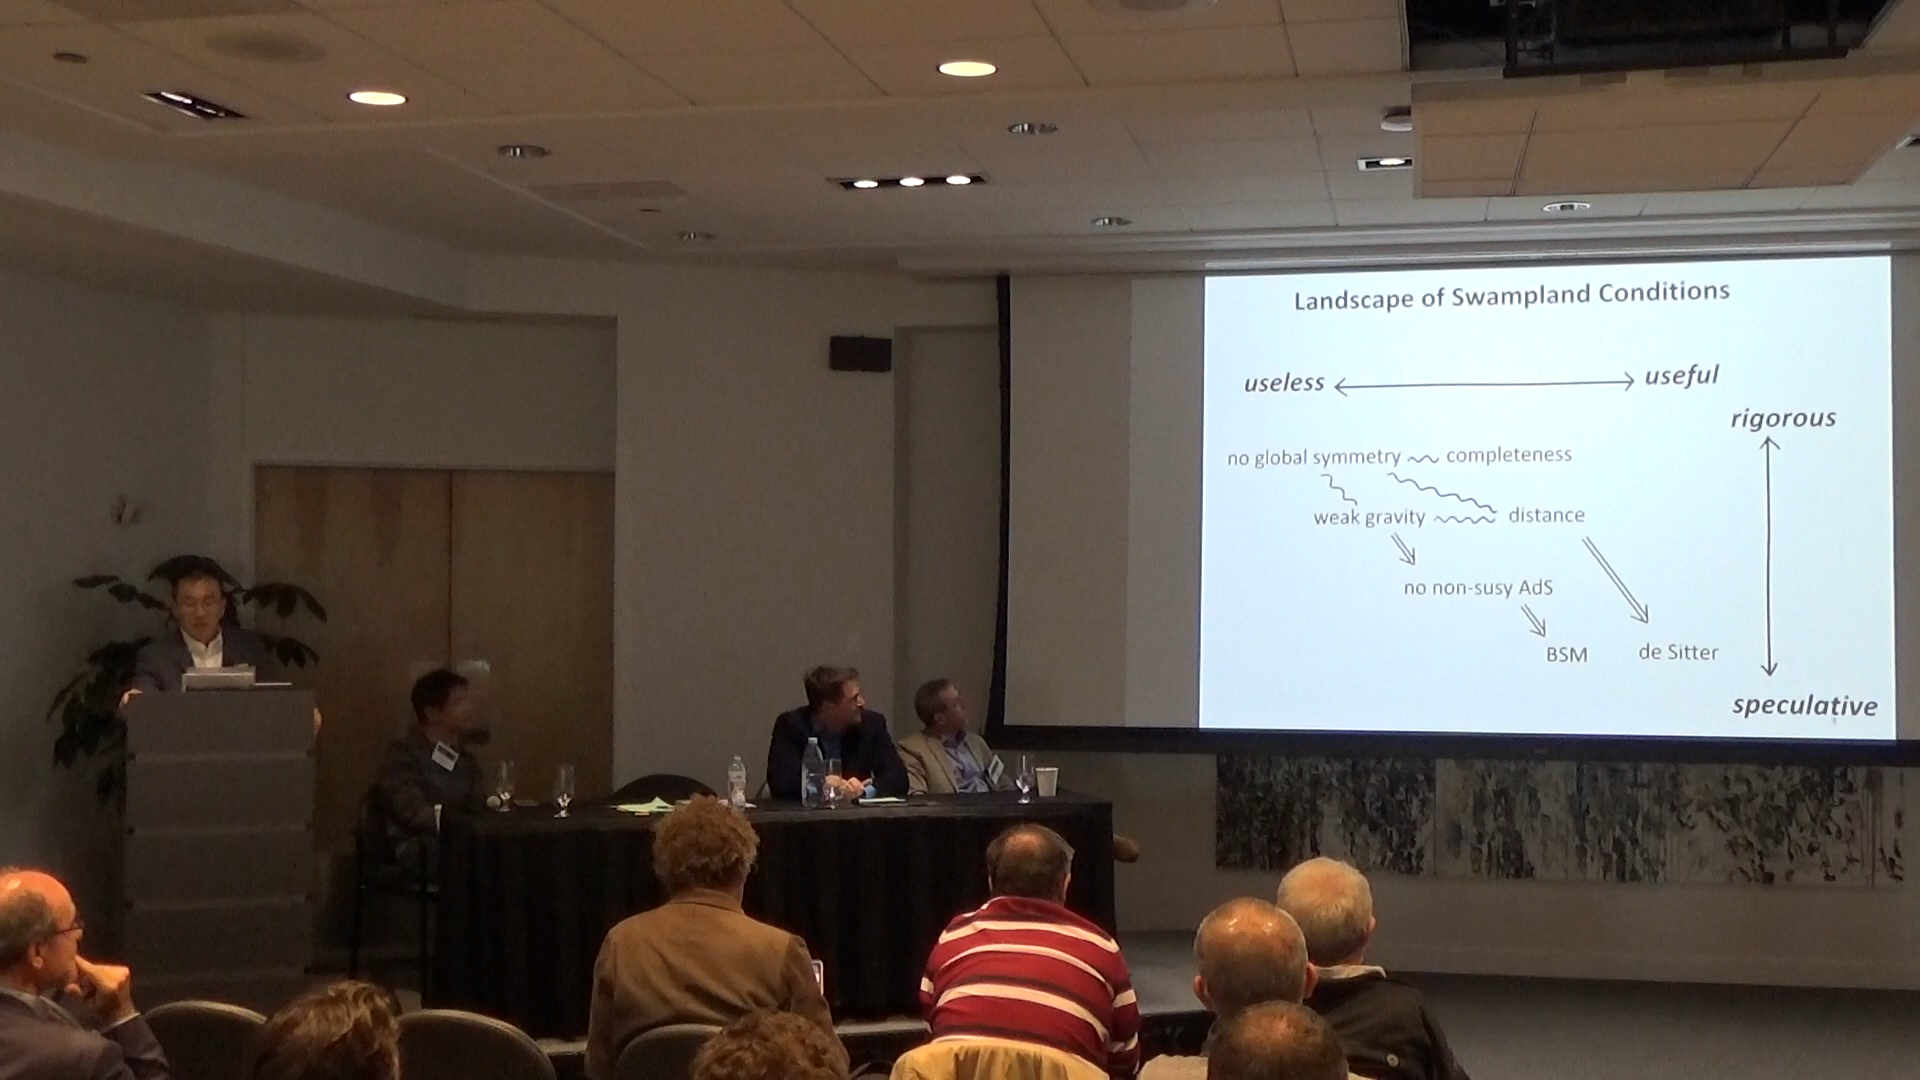 Landscape of Swampland Conditions
useless useful
rigorous
no global symmetry completeness
weak gravity distance
no non-susy AdS
BSM de Sitter
speculative